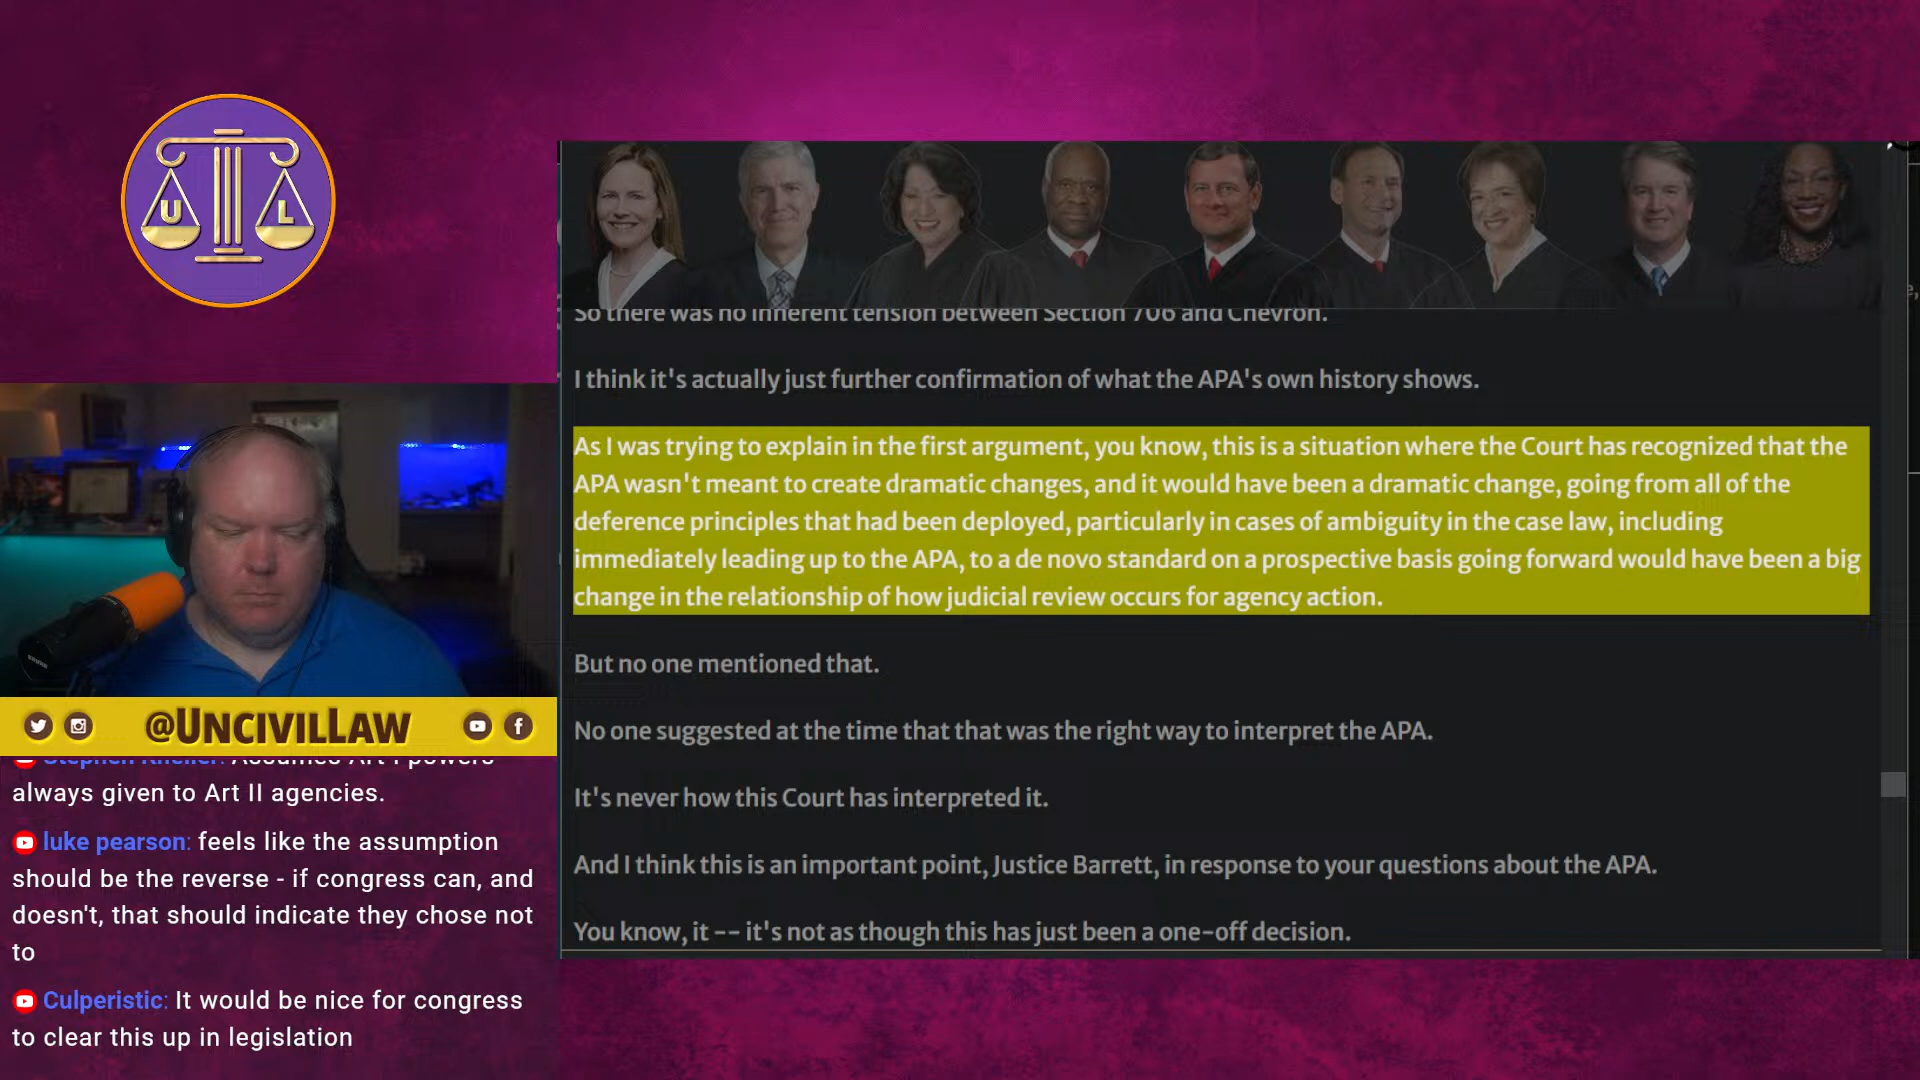 U L
So there was no inherent tension between Section 706 and Chevron.
I think it's actually just further confirmation of what the APA's own history shows.
As I was trying to explain in the first argument, you know, this is a situation where the Court has recognized that the
APA wasn't meant to create dramatic changes, and it would have been a dramatic change, going from all of the
deference principles that had been deployed, particularly in cases of ambiguity in the case law, including
immediately leading up to the APA, to a de novo standard on a prospective basis going forward would have been a big
change in the relationship of how judicial review occurs for agency action.
But no one mentioned that.
No one suggested at the time that that was the right way to interpret the APA.
It's never how this Court has interpreted it.
And I think this is an important point, Justice Barrett, in response to your questions about the APA.
You know, it -- it's not as though this has just been a one-off decision.
@UNCIVILLAW
Assumes Art I powers
always given to Art II agencies.
luke pearson: feels like the assumption
should be the reverse - if congress can, and
doesn't, that should indicate they chose not
to
Culperistic: It would be nice for congress
to clear this up in legislation